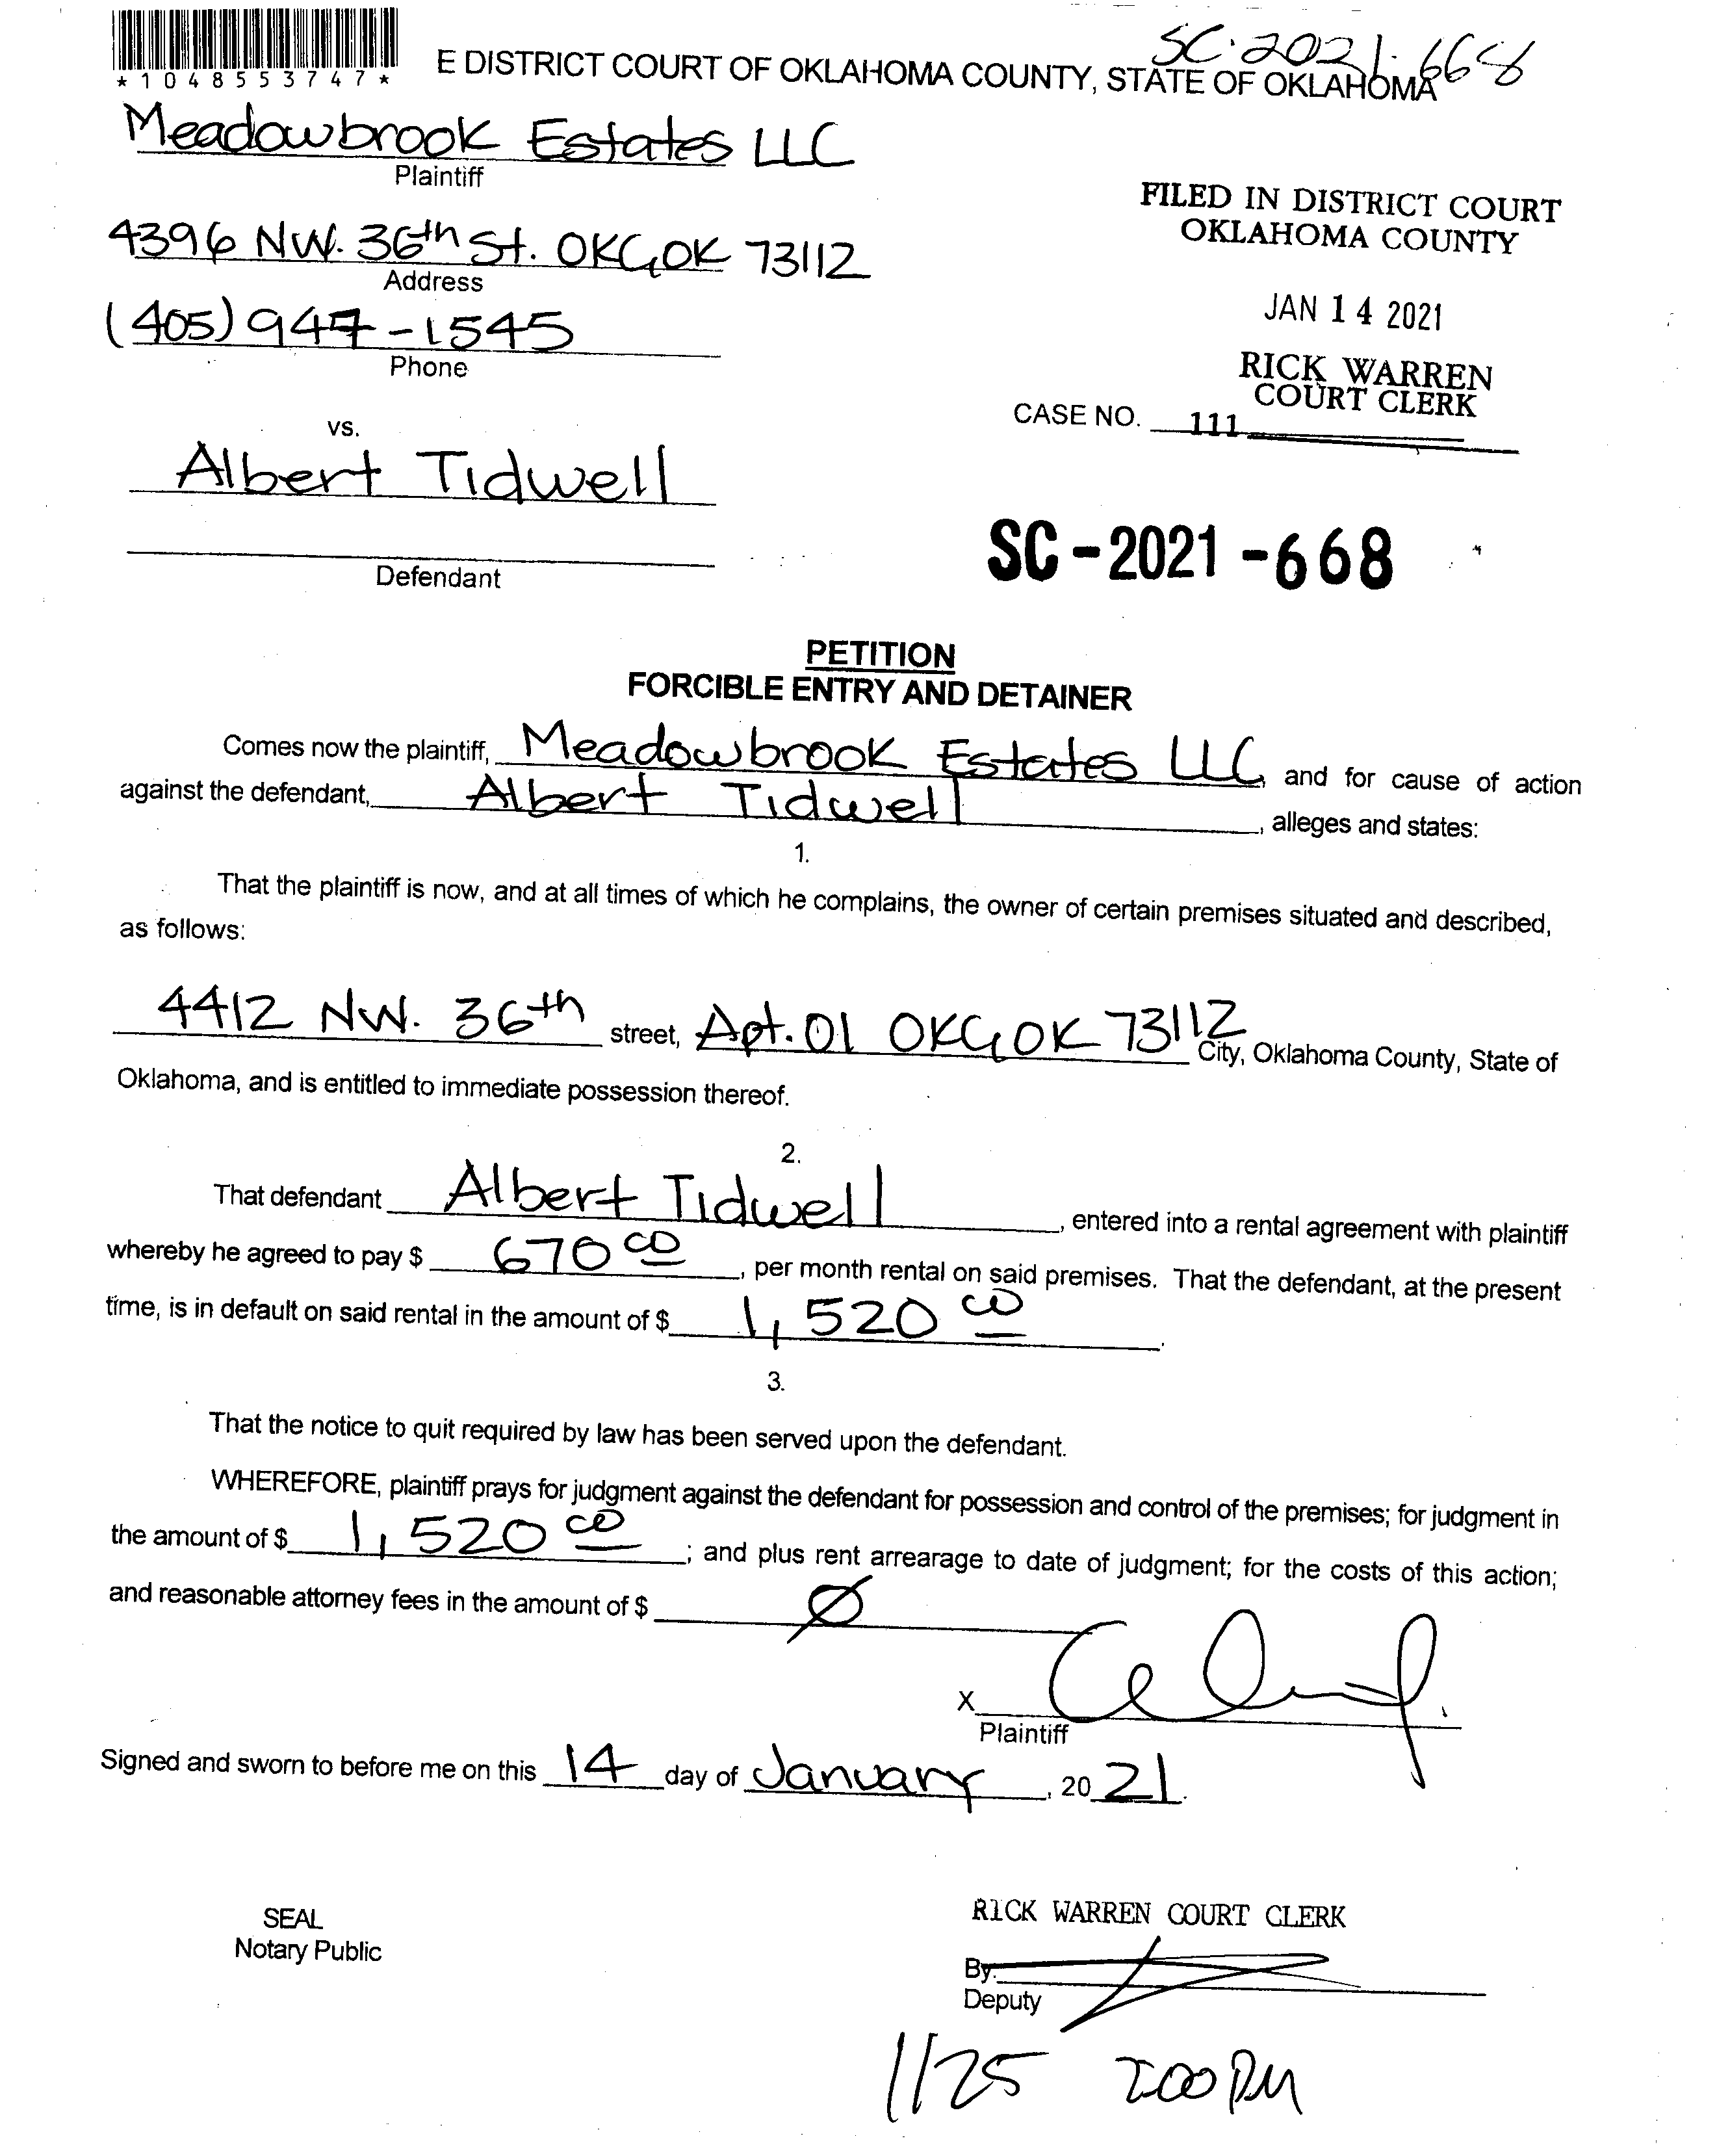 *1048553747*
SC-2021-668
E DISTRICT COURT OF OKLAHOMA COUNTY, STATE OF OKLAHOMA
Meadowbrook Estates LLC
Plaintiff
4396 NW. 36th St. OKC, OK 73112
Address
(405) 947-1545
Phone
FILED IN DISTRICT COURT
OKLAHOMA COUNTY
JAN 14 2021
RICK WARREN
COURT CLERK
CASE NO. 111
vs.
Albert Tidwell
Defendant
SC-2021-668
PETITION
FORCIBLE ENTRY AND DETAINER
Comes now the plaintiff, Meadowbrook Estates LLC, and for cause of action
against the defendant, Albert Tidwell, alleges and states:
1.
That the plaintiff is now, and at all times of which he complains, the owner of certain premises situated and described,
as follows:
4412 NW. 36th street, Apt. 01 OKC, OK 73112 City, Oklahoma County, State of
Oklahoma, and is entitled to immediate possession thereof.
2.
That defendant Albert Tidwell, entered into a rental agreement with plaintiff
whereby he agreed to pay $ 670 00, per month rental on said premises. That the defendant, at the present
time, is in default on said rental in the amount of $ 1,520 00.
3.
That the notice to quit required by law has been served upon the defendant.
WHEREFORE, plaintiff prays for judgment against the defendant for possession and control of the premises; for judgment in
the amount of $ 1,520 00; and plus rent arrearage to date of judgment; for the costs of this action;
and reasonable attorney fees in the amount of $ Ø
X
Plaintiff
Signed and sworn to before me on this 14 day of January, 20 21.
SEAL
Notary Public
RICK WARREN COURT CLERK
By:
Deputy
1/25 2:00 PM